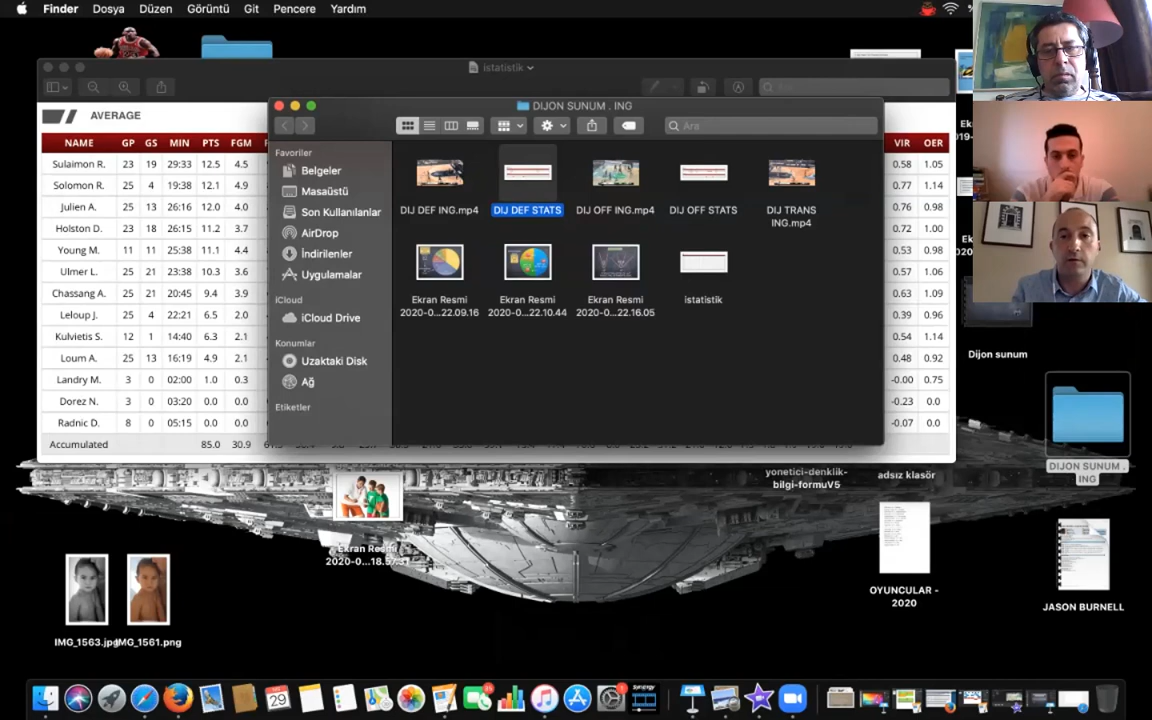 Finder Dosya Düzen Görüntü Git Pencere Yardım
istatistik
AVERAGE
DIJON SUNUM . ING
Ara
NAME GP GS MIN PTS FGM VIR OER
Sulaimon R. 23 19 29:33 12.5 4.5 0.58 1.05
Solomon R. 25 4 19:38 12.1 4.9 0.77 1.14
Julien A. 25 13 26:16 12.0 4.0 0.76 0.98
Holston D. 23 18 26:15 11.2 3.7 0.72 1.00
Young M. 11 11 25:38 11.1 4.4 0.53 0.98
Ulmer L. 25 21 23:38 10.3 3.6 0.57 1.06
Chassang A. 25 21 20:45 9.4 3.9 0.63 1.09
Leloup J. 25 4 22:21 6.5 2.0 0.39 0.96
Kulvietis S. 12 1 14:40 6.3 2.1 0.54 1.14
Loum A. 25 13 16:19 4.9 2.1 0.48 0.92
Landry M. 3 0 02:00 1.0 0.3 -0.00 0.75
Dorez N. 3 0 03:20 0.0 0.0 -0.23 0.0
Radnic D. 8 0 05:15 0.0 0.0 -0.07 0.0
Accumulated 85.0 30.9
Favoriler
Belgeler
Masaüstü
Son Kullanılanlar
AirDrop
İndirilenler
Uygulamalar
iCloud
iCloud Drive
Konumlar
Uzaktaki Disk
Ağ
Etiketler
DIJ DEF ING.mp4 DIJ DEF STATS DIJ OFF ING.mp4 DIJ OFF STATS DIJ TRANS
ING.mp4
Ekran Resmi Ekran Resmi Ekran Resmi istatistik
2020-0...22.09.16 2020-0...22.10.44 2020-0...22.16.05
Dijon sunum
DIJON SUNUM .
ING
yonetici-denklik-
bilgi-formuV5
adsız klasör
Ekran Resmi
OYUNCULAR -
2020
JASON BURNELL
IMG_1563.jpg
IMG_1561.png
29